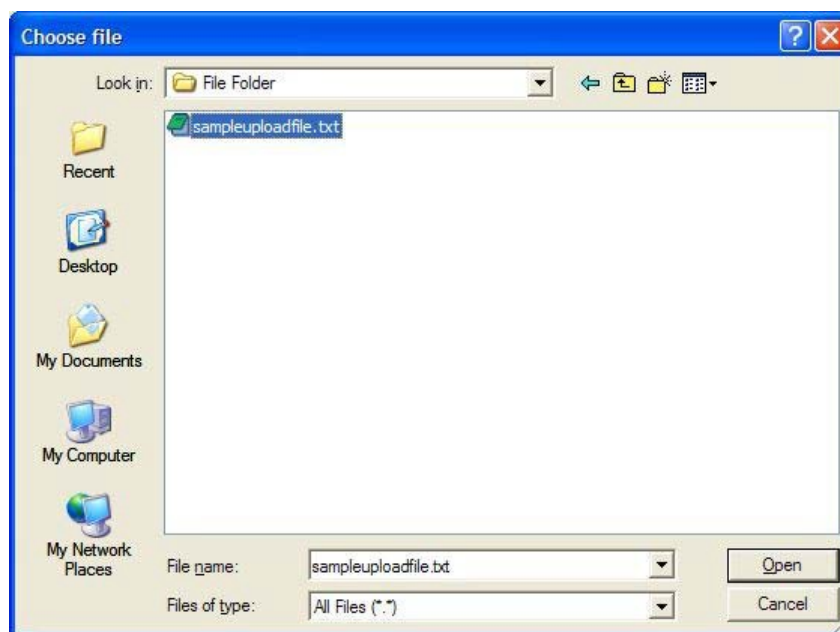 Choose file
Look in:
File Folder
sampleuploadfile.txt
Recent
Desktop
My Documents
My Computer
My Network
Places
File name:
sampleuploadfile.txt
Open
Files of type:
All Files (*.*)
Cancel